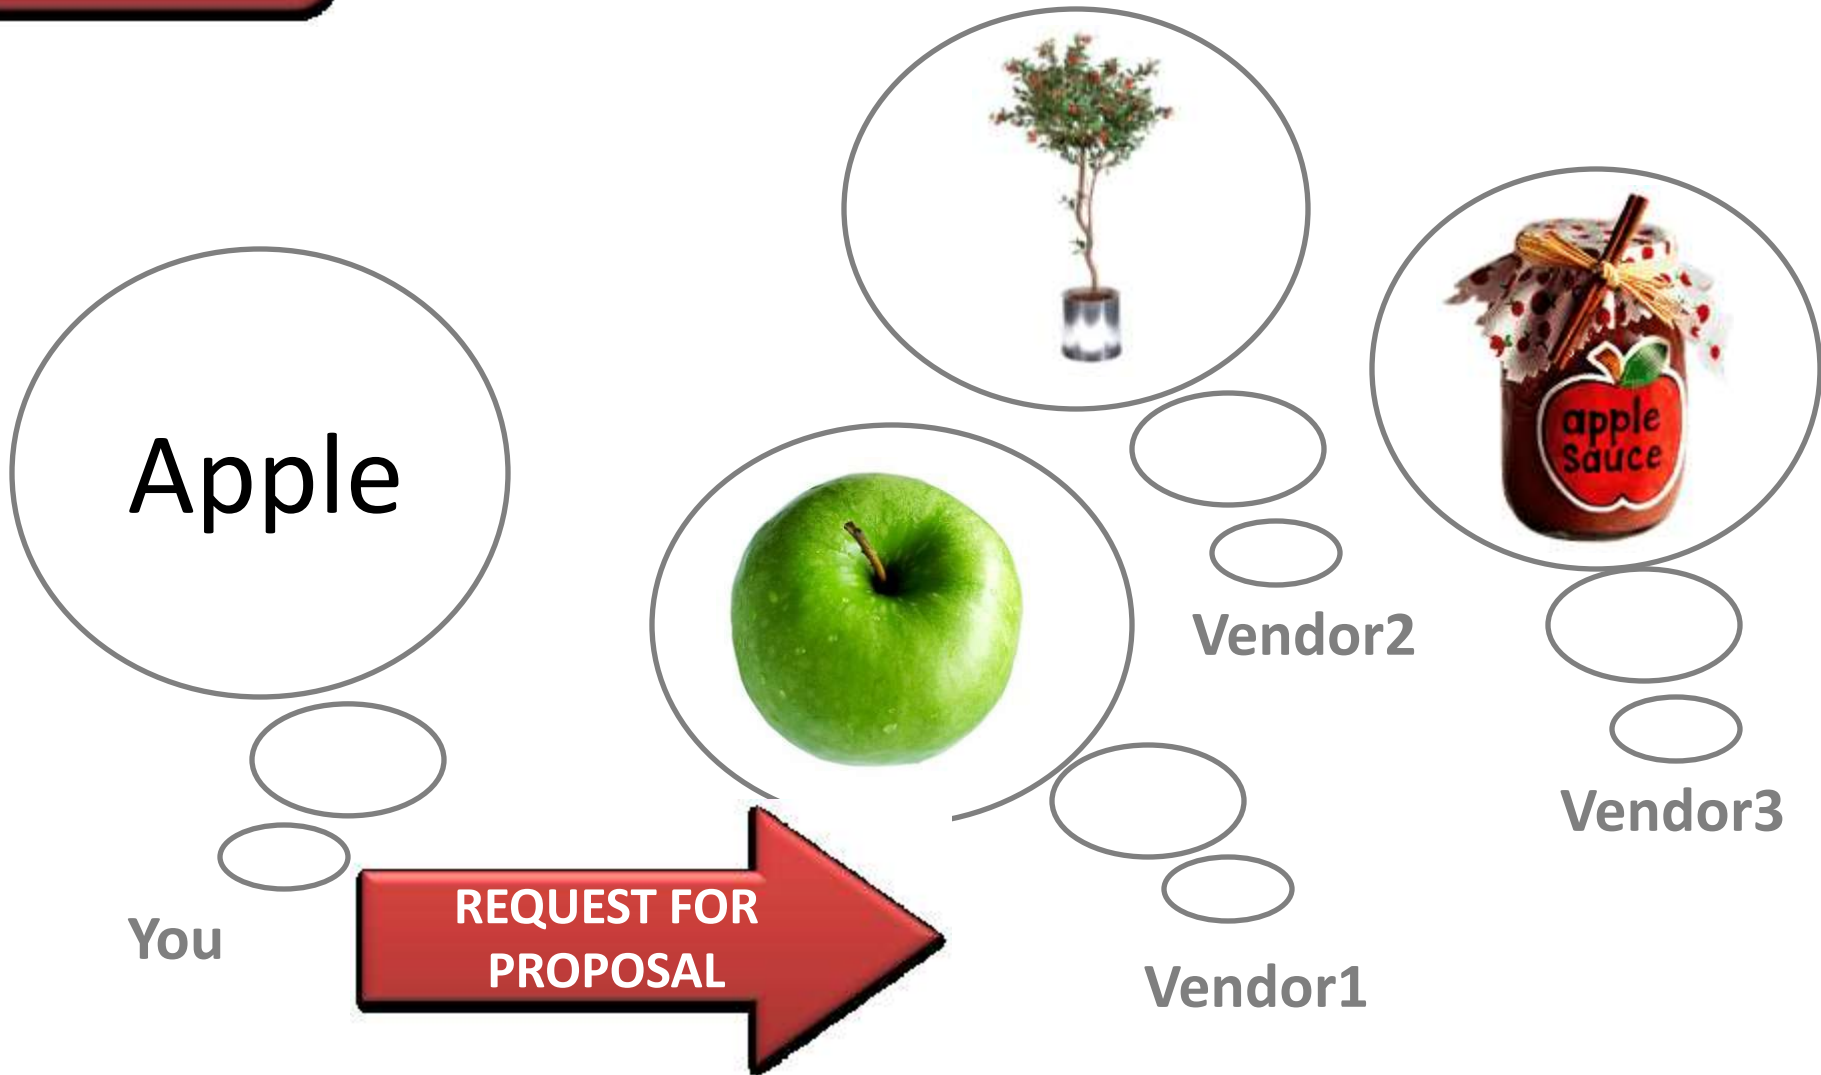 Apple
apple
sauce
Vendor2
Vendor3
REQUEST FOR
PROPOSAL
You
Vendor1